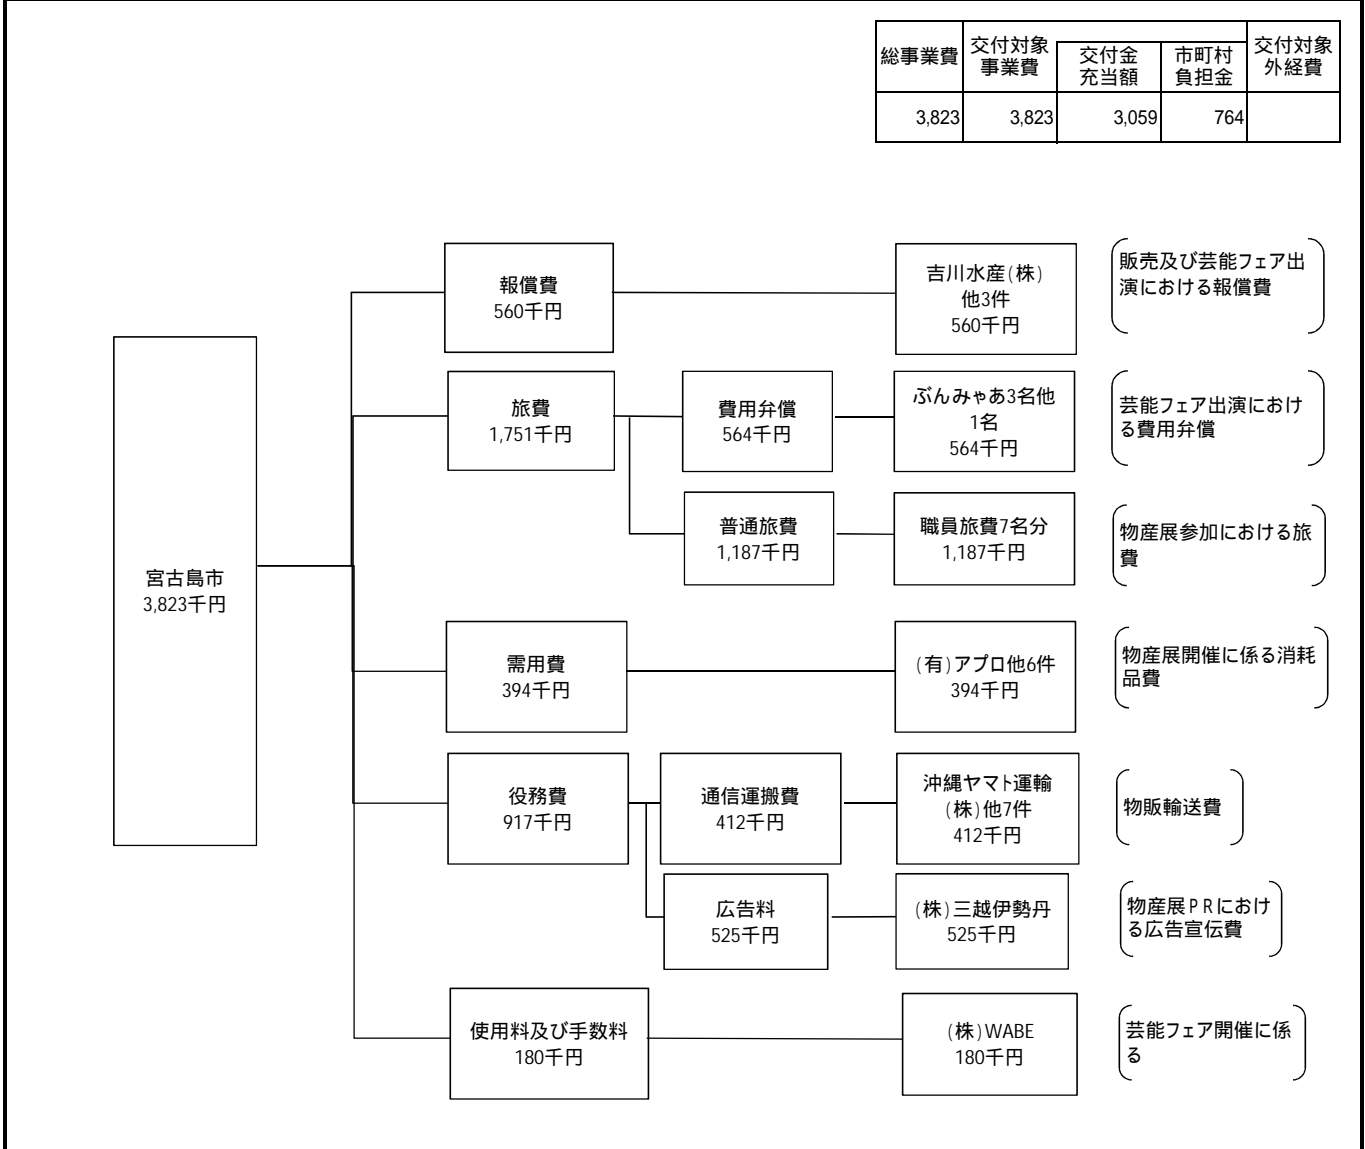 総事業費
交付対象
事業費
交付金
充当額
市町村
負担金
交付対象
外経費
3,823
3,823
3,059
764
宮古島市
3,823千円
報償費
560千円
吉川水産(株)
他3件
560千円
販売及び芸能フェア出
演における報償費
旅費
1,751千円
費用弁償
564千円
ぶんみゃあ3名他
1名
564千円
芸能フェア出演におけ
る費用弁償
普通旅費
1,187千円
職員旅費7名分
1,187千円
物産展参加における旅
費
需用費
394千円
(有)アプロ他6件
394千円
物産展開催に係る消耗
品費
役務費
917千円
通信運搬費
412千円
沖縄ヤマト運輸
(株)他7件
412千円
物販輸送費
広告料
525千円
(株)三越伊勢丹
525千円
物産展PRにおけ
る広告宣伝費
使用料及び手数料
180千円
(株)WABE
180千円
芸能フェア開催に係
る